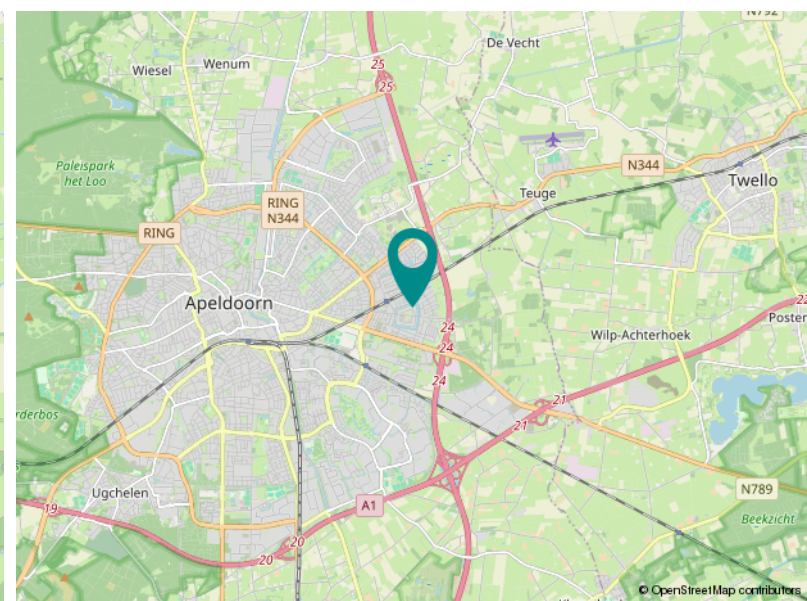 N792
De Vecht
25
Wiesel
Wenum
25
Paleispark
het Loo
N344
Twello
Teuge
RING
N344
RING
Apeldoorn
22
24
Wilp-Achterhoek
24
24
21
21
Ugchelen
N789
19
A1
Beekzicht
20
20
© OpenStreetMap contributors